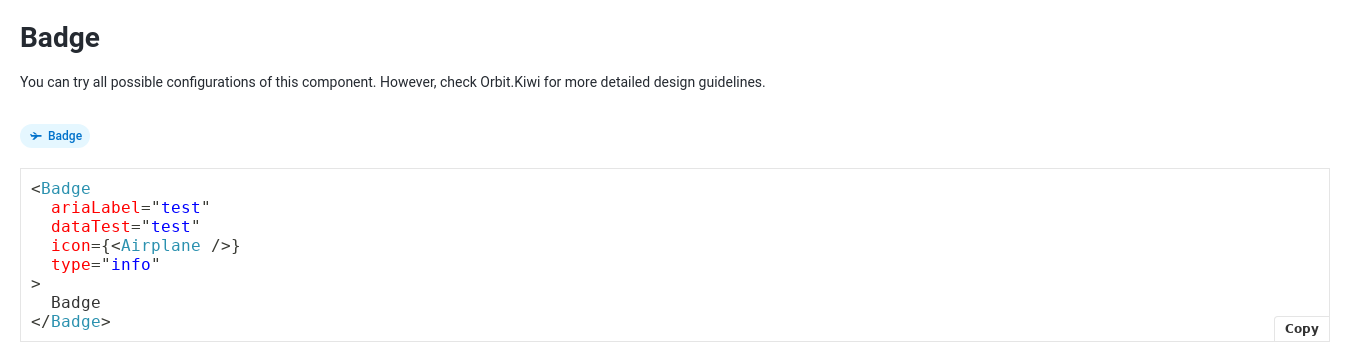 Badge
You can try all possible configurations of this component. However, check Orbit.Kiwi for more detailed design guidelines.
Badge
<Badge
  ariaLabel="test"
  dataTest="test"
  icon={<Airplane />}
  type="info"
>
  Badge
</Badge>
Copy